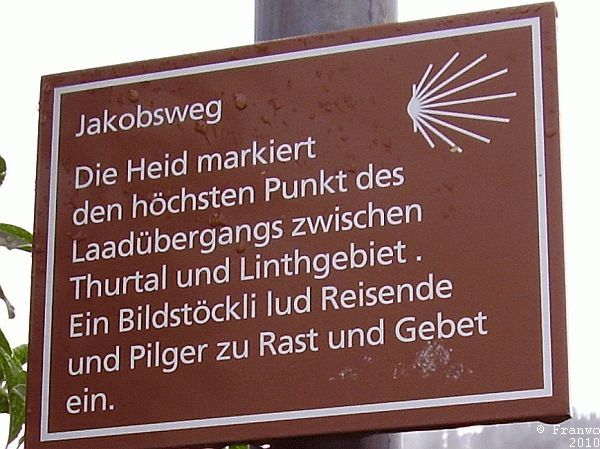 Jakobsweg
Die Heid markiert
den höchsten Punkt des
Laadübergangs zwischen
Thurtal und Linthgebiet .
Ein Bildstöckli lud Reisende
und Pilger zu Rast und Gebet
ein.
©
2010